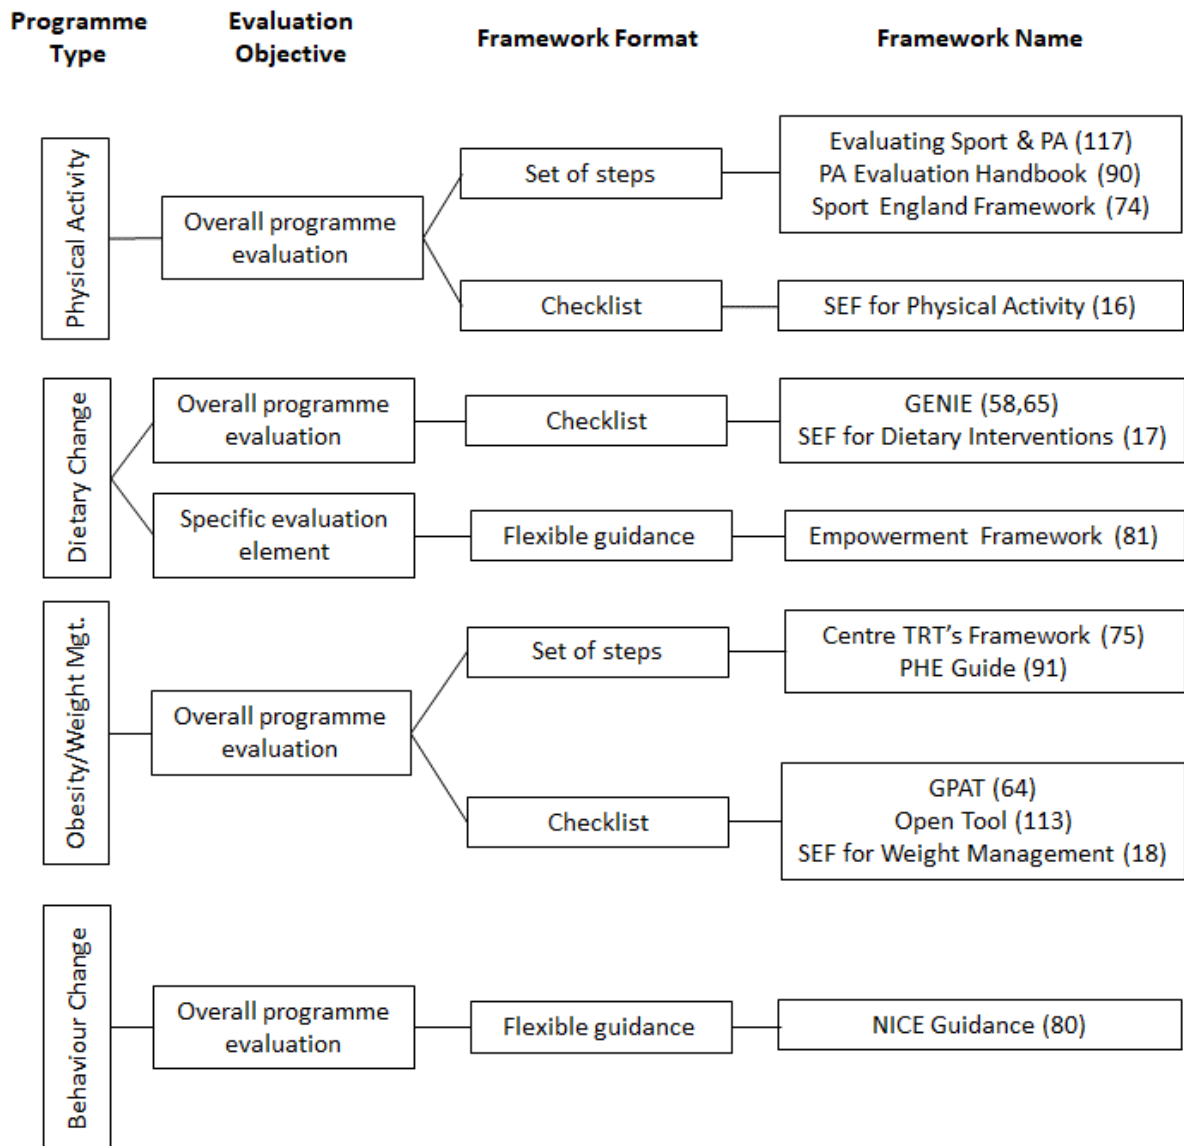 Programme
Type
Evaluation
Objective
Framework Format
Framework Name
Physical Activity
Overall programme
evaluation
Set of steps
Evaluating Sport & PA (117)
PA Evaluation Handbook (90)
Sport England Framework (74)
Checklist
SEF for Physical Activity (16)
Dietary Change
Overall programme
evaluation
Checklist
GENIE (58,65)
SEF for Dietary Interventions (17)
Specific evaluation
element
Flexible guidance
Empowerment Framework (81)
Obesity/Weight Mgt.
Overall programme
evaluation
Set of steps
Centre TRT's Framework (75)
PHE Guide (91)
Checklist
GPAT (64)
Open Tool (113)
SEF for Weight Management (18)
Behaviour Change
Overall programme
evaluation
Flexible guidance
NICE Guidance (80)